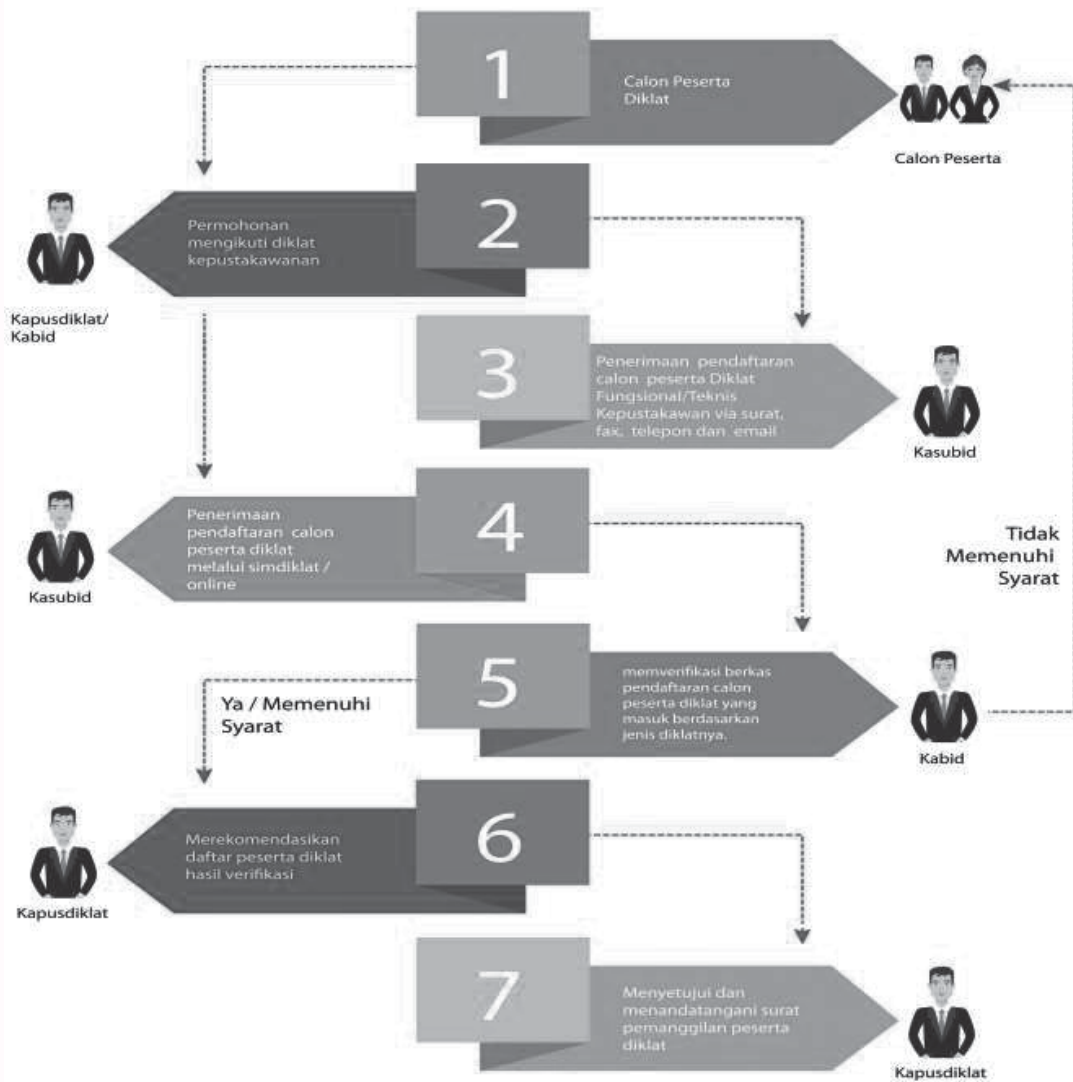 1
Calon Peserta
Diklat
Calon Peserta
2
Permohonan
mengikuti diklat
kepustakawanan
Kapusdiklat/
Kabid
3
Penerimaan pendaftaran
calon peserta Diklat
Fungsional/Teknis
Kepustakawan via surat,
fax, telepon dan email
Kasubid
4
Penerimaan
pendaftaran calon
peserta diklat
melalui simdiklat /
online
Kasubid
Tidak
Memenuhi
Syarat
5
memverifikasi berkas
pendaftaran calon
peserta diklat yang
masuk berdasarkan
jenis diklatnya.
Kabid
Ya / Memenuhi
Syarat
6
Merekomendasikan
daftar peserta diklat
hasil verifikasi
Kapusdiklat
7
Menyetujui dan
menandatangani surat
pemanggilan peserta
diklat
Kapusdiklat